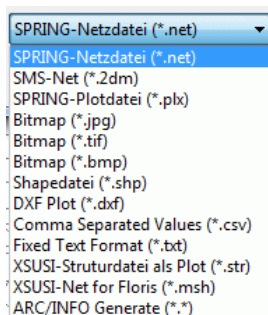 SPRING-Netzdatei (*.net)
SPRING-Netzdatei (*.net)
SMS-Net (*.2dm)
SPRING-Plotdatei (*.plx)
Bitmap (*.jpg)
Bitmap (*.tif)
Bitmap (*.bmp)
Shapedatei (*.shp)
DXF Plot (*.dxf)
Comma Separated Values (*.csv)
Fixed Text Format (*.txt)
XSUSI-Struturdatei als Plot (*.str)
XSUSI-Net for Floris (*.msh)
ARC/INFO Generate (*.*)